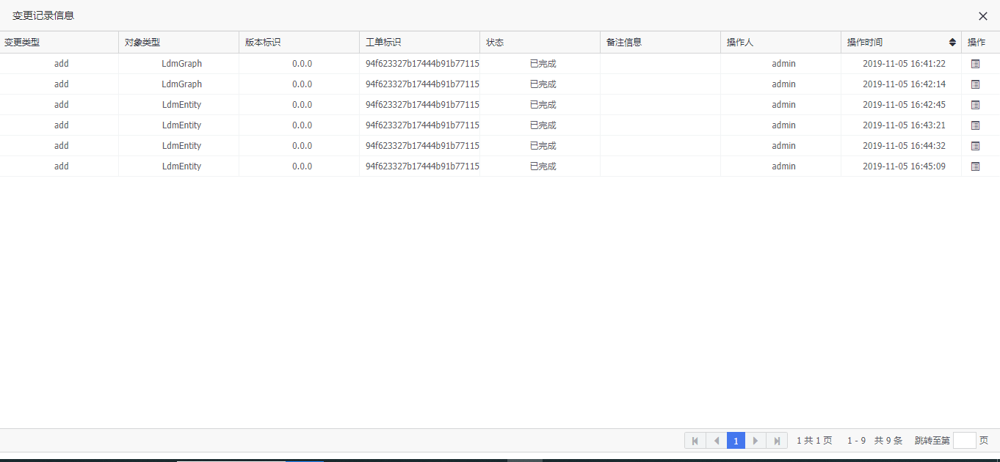 变更记录信息
变更类型 对象类型 版本标识 工单标识 状态 备注信息 操作人 操作时间 操作
add LdmGraph 0.0.0 94f623327b17444b91b77115 已完成 admin 2019-11-05 16:41:22
add LdmGraph 0.0.0 94f623327b17444b91b77115 已完成 admin 2019-11-05 16:42:14
add LdmEntity 0.0.0 94f623327b17444b91b77115 已完成 admin 2019-11-05 16:42:45
add LdmEntity 0.0.0 94f623327b17444b91b77115 已完成 admin 2019-11-05 16:43:21
add LdmEntity 0.0.0 94f623327b17444b91b77115 已完成 admin 2019-11-05 16:44:32
add LdmEntity 0.0.0 94f623327b17444b91b77115 已完成 admin 2019-11-05 16:45:09
1 1 共 1 页 1 - 9 共 9 条 跳转至第 页